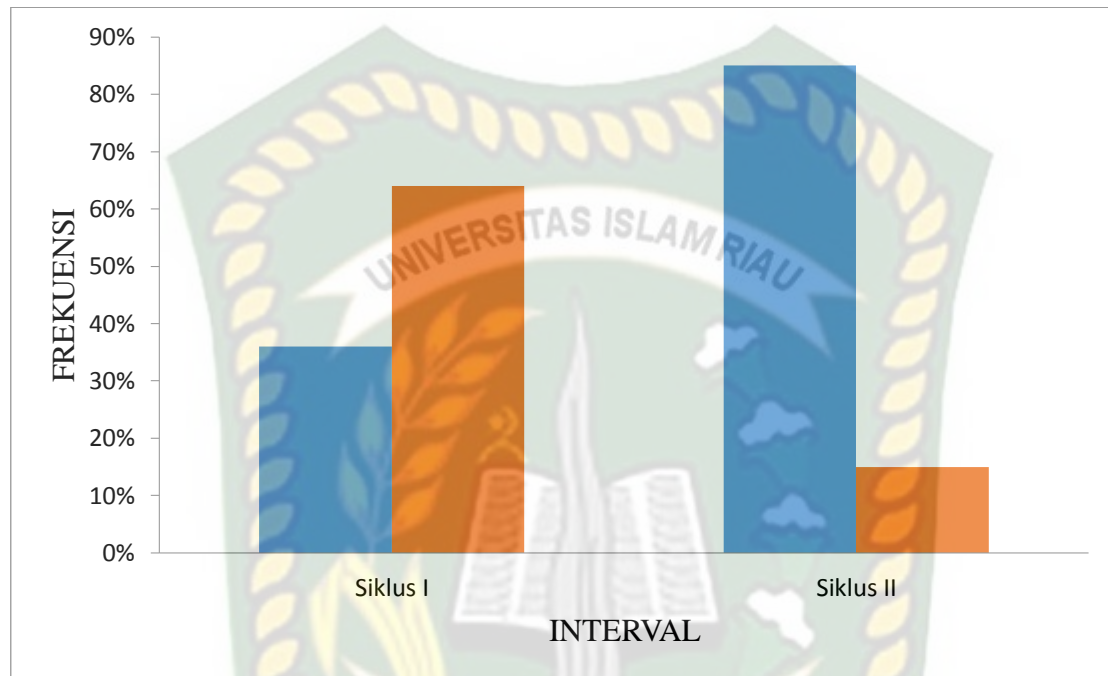 90%
80%
70%
60%
50%
40%
30%
20%
10%
0%
FREKUENSI
UNIVERSITAS ISLAM RIAU
Siklus I
Siklus II
INTERVAL